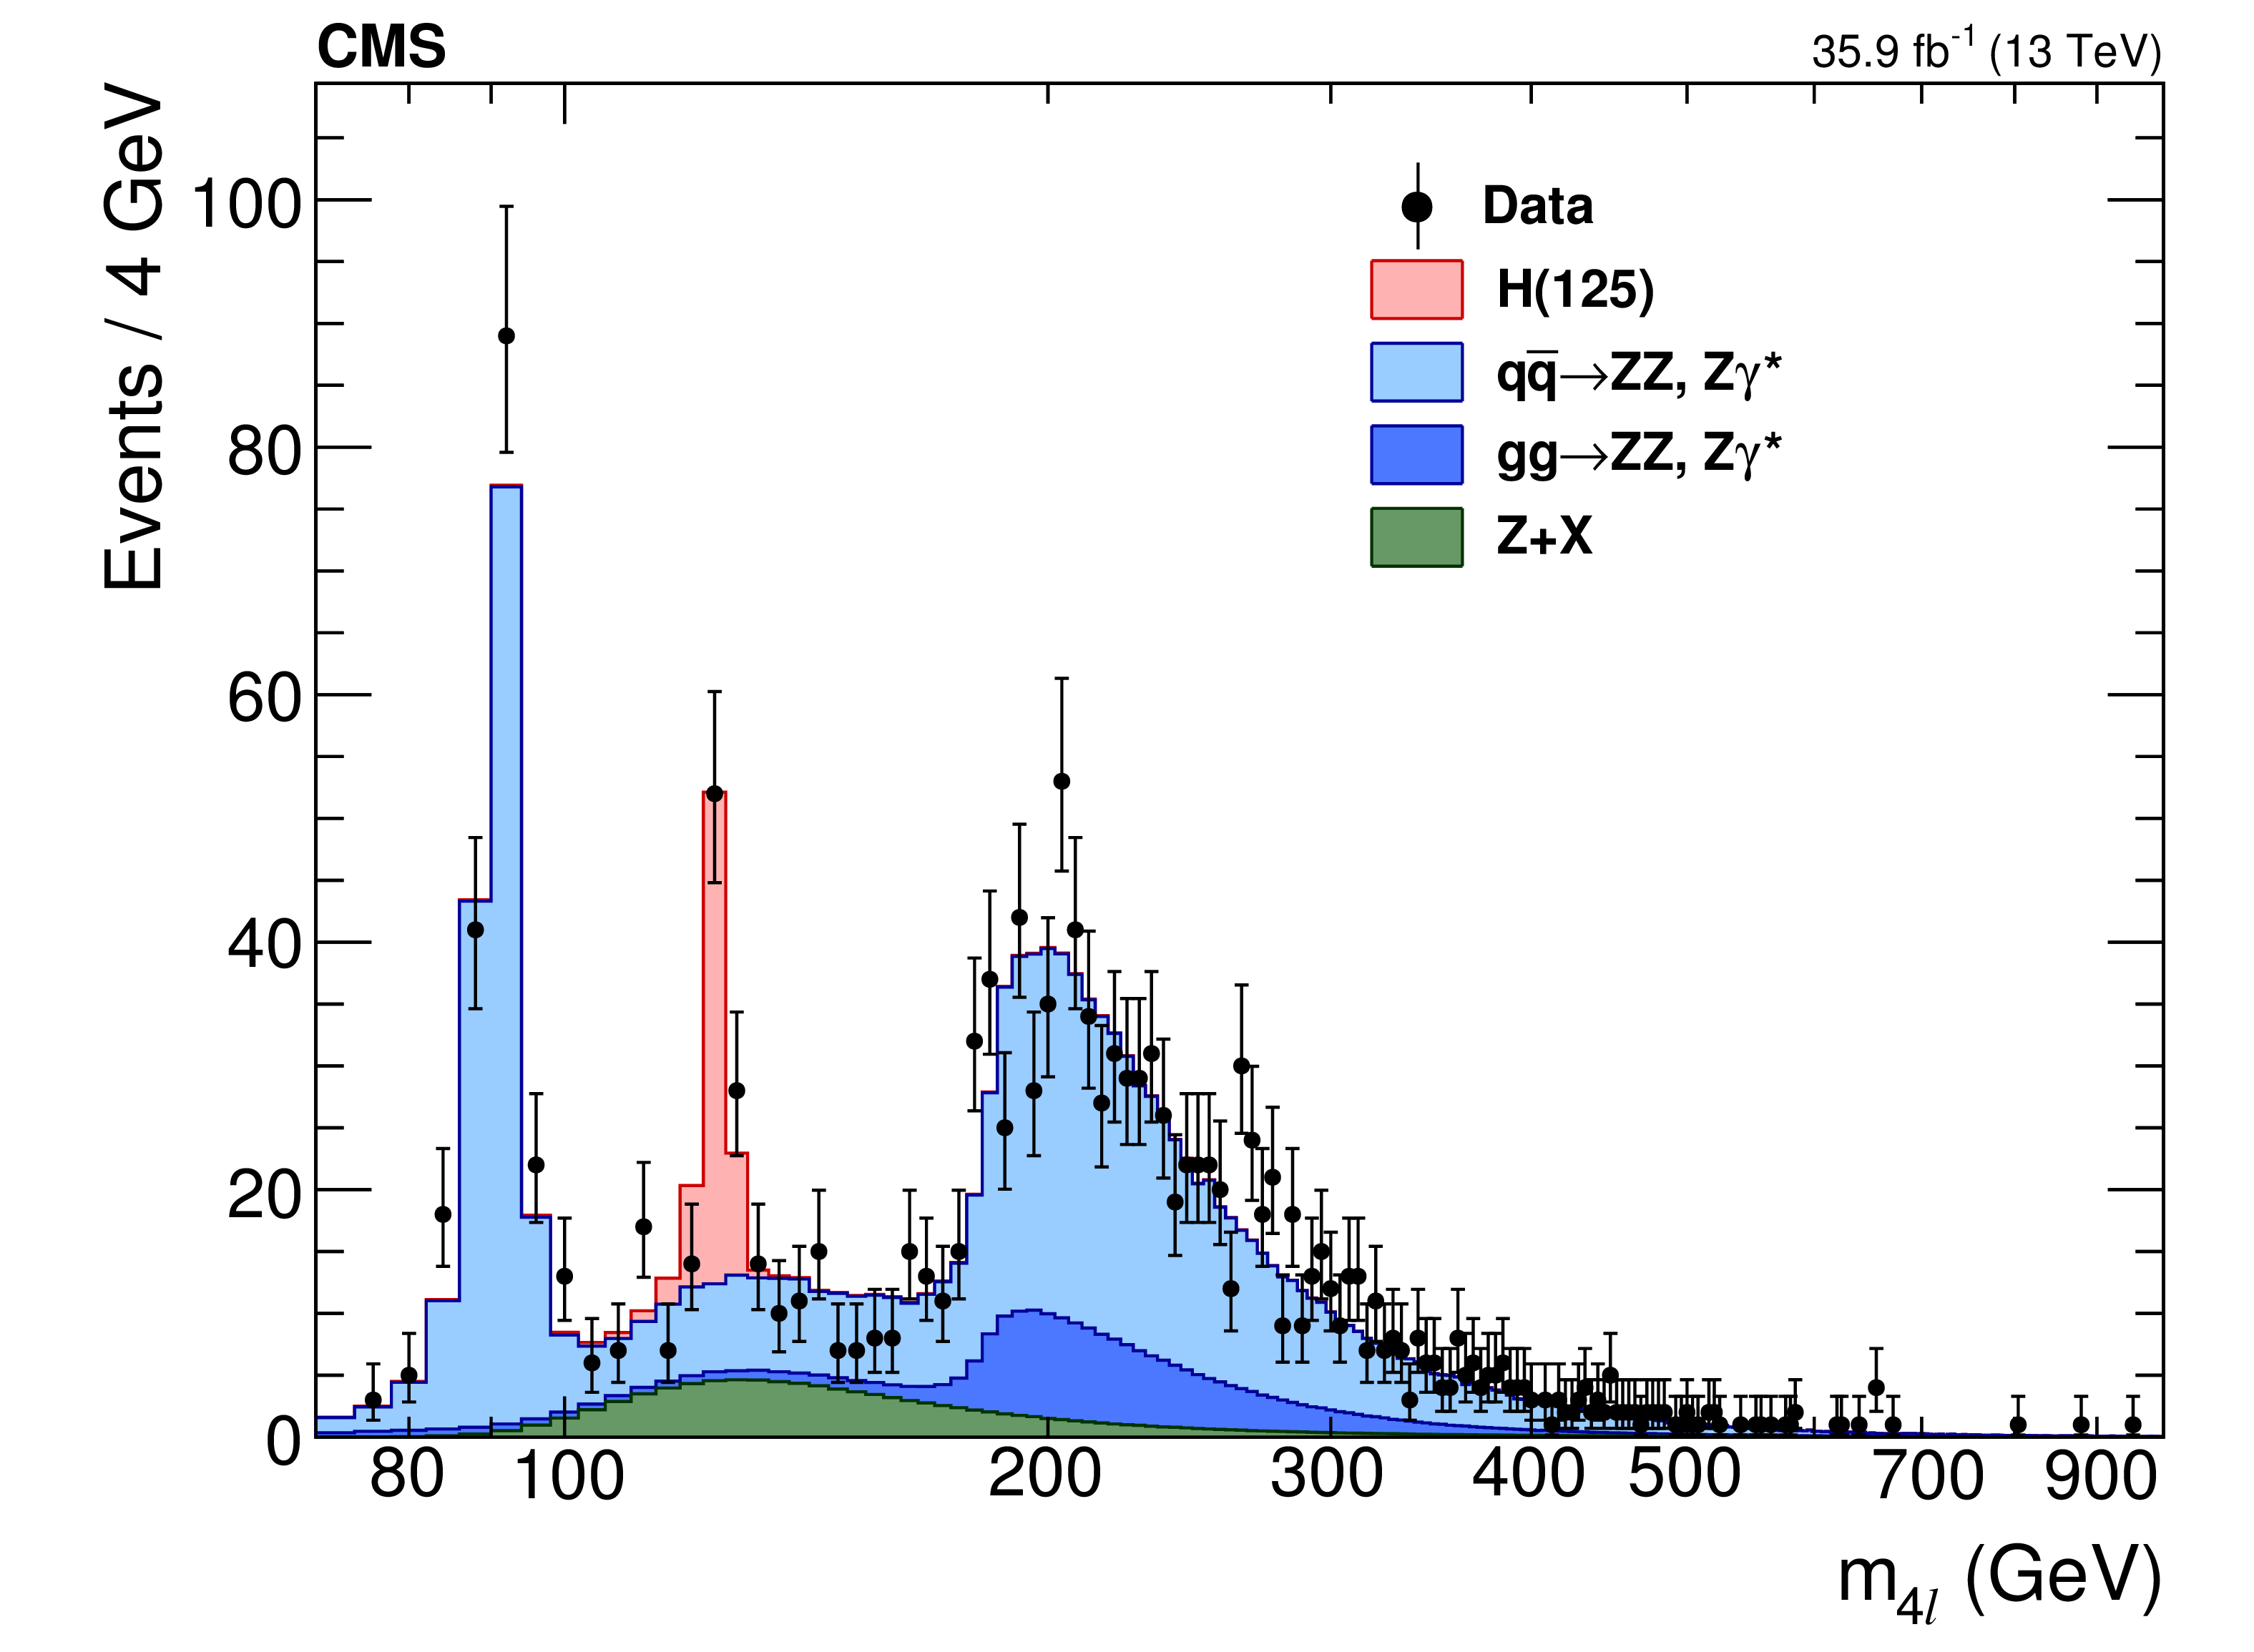 CMS
35.9 fb⁻¹ (13 TeV)
Events / 4 GeV
100
80
60
40
20
0
Data
H(125)
qq̅→ZZ, Zγ*
gg→ZZ, Zγ*
Z+X
80 100 200 300 400 500 700 900
m₄ₗ (GeV)